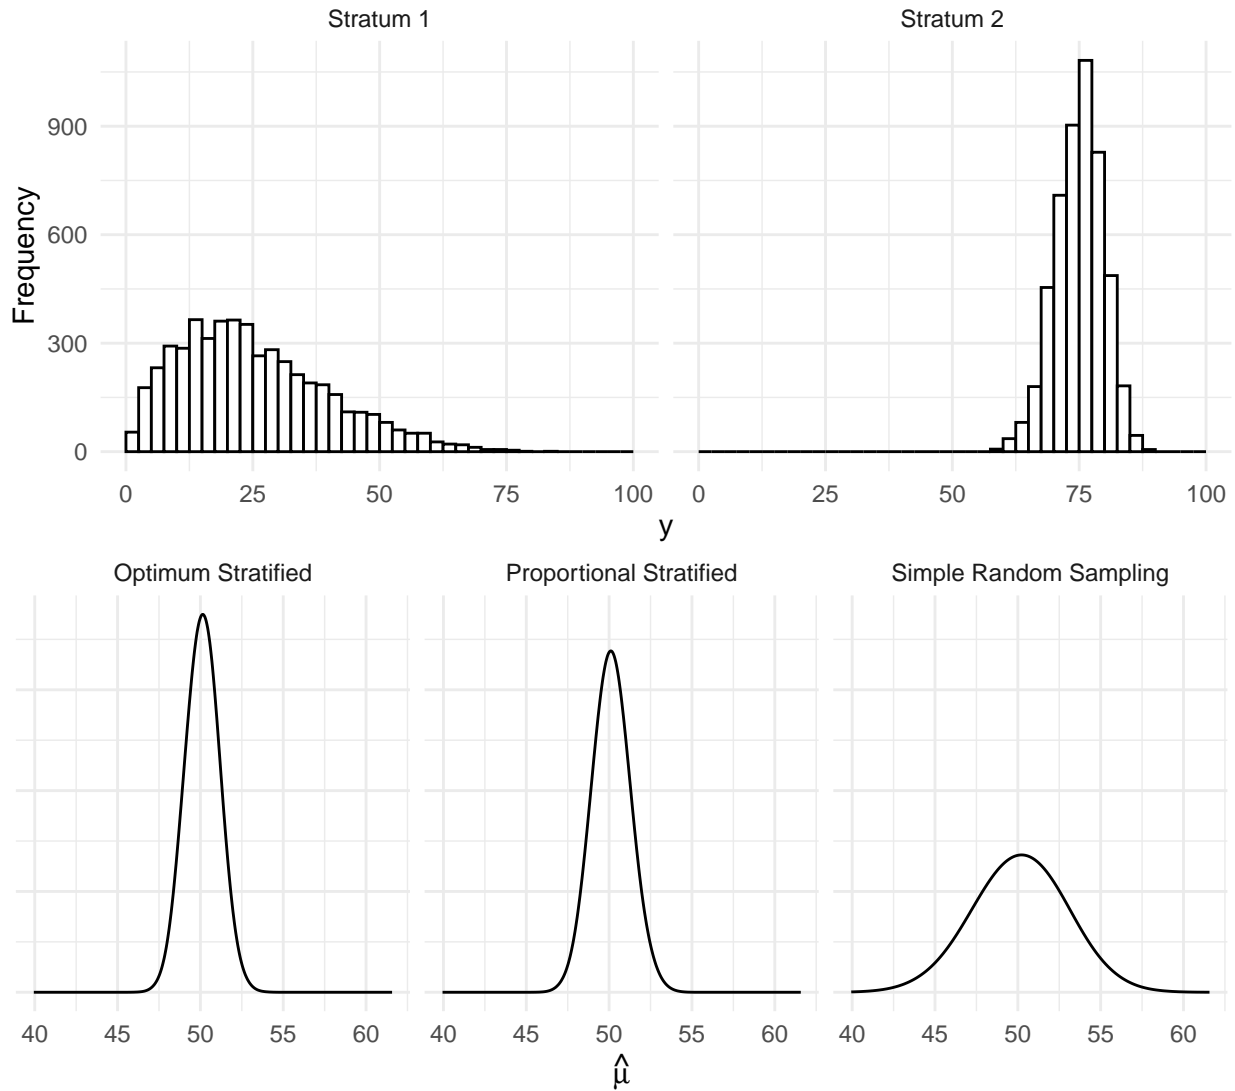 Stratum 1
Stratum 2
Frequency
900
600
300
0
0 25 50 75 100
0 25 50 75 100
y
Optimum Stratified
Proportional Stratified
Simple Random Sampling
40 45 50 55 60
40 45 50 55 60
40 45 50 55 60
μ̂